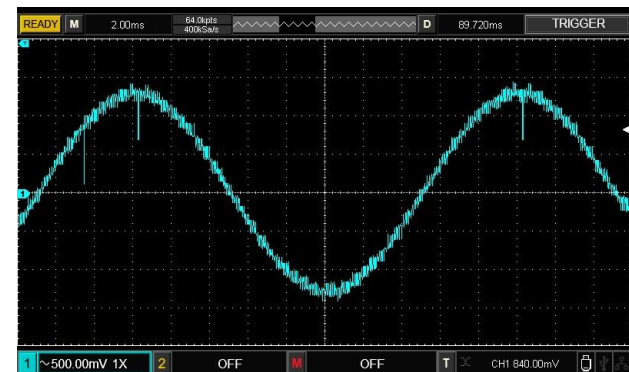 READY M 2.00ms 64.0kpts D 89.720ms TRIGGER
400kSa/s
T
1
1 ~500.00mV 1X 2 OFF M OFF T CH1 840.00mV